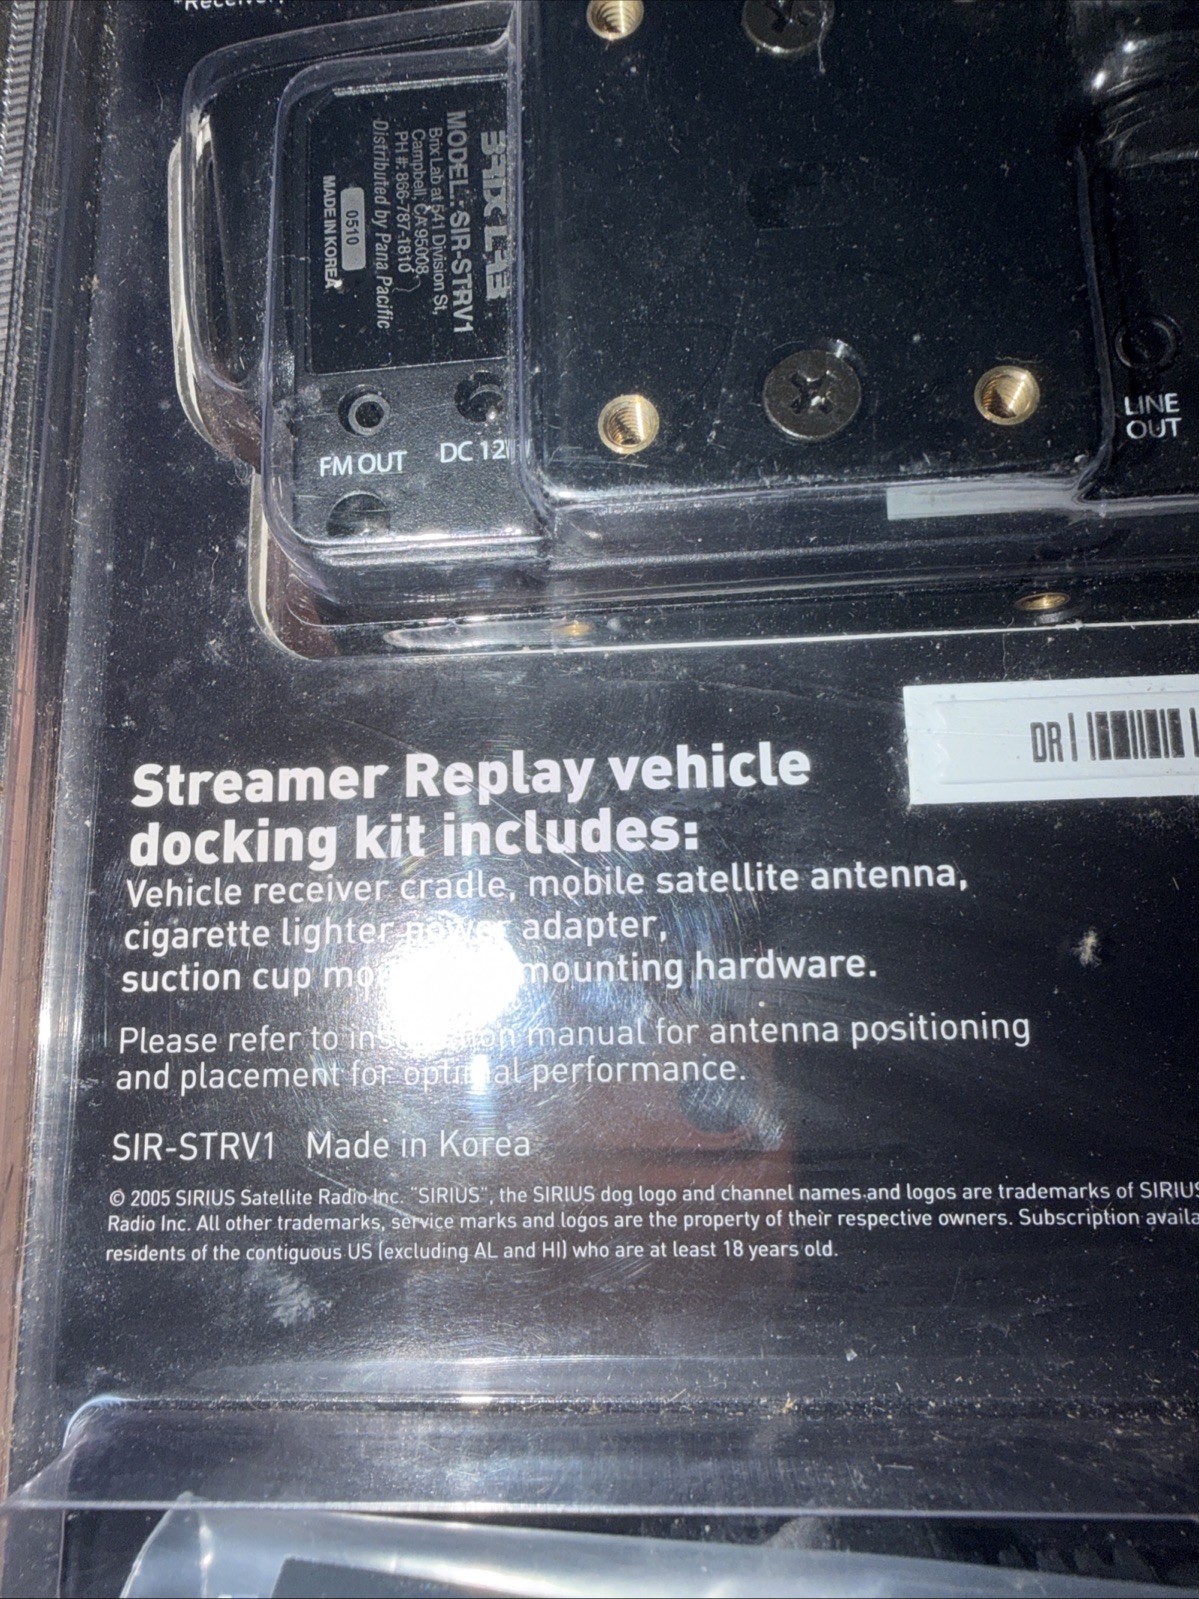 *Receiver,
BRIX LAB
MODEL: SIR-STRV1
Brix Lab at 541 Division St,
Campbell, CA 95008,
PH #: 866-787-1810
Distributed by Pana Pacific
0510
MADE IN KOREA
FM OUT
DC 12
LINE
OUT
OR
Streamer Replay vehicle
docking kit includes:
Vehicle receiver cradle, mobile satellite antenna,
cigarette lighter power adapter,
suction cup mounting hardware.
Please refer to manual for antenna positioning
and placement for optimal performance.
SIR-STRV1 Made in Korea
© 2005 SIRIUS Satellite Radio Inc. "SIRIUS", the SIRIUS dog logo and channel names and logos are trademarks of SIRIUS
Radio Inc. All other trademarks, service marks and logos are the property of their respective owners. Subscription
residents of the contiguous US (excluding AL and HI) who are at least 18 years old.